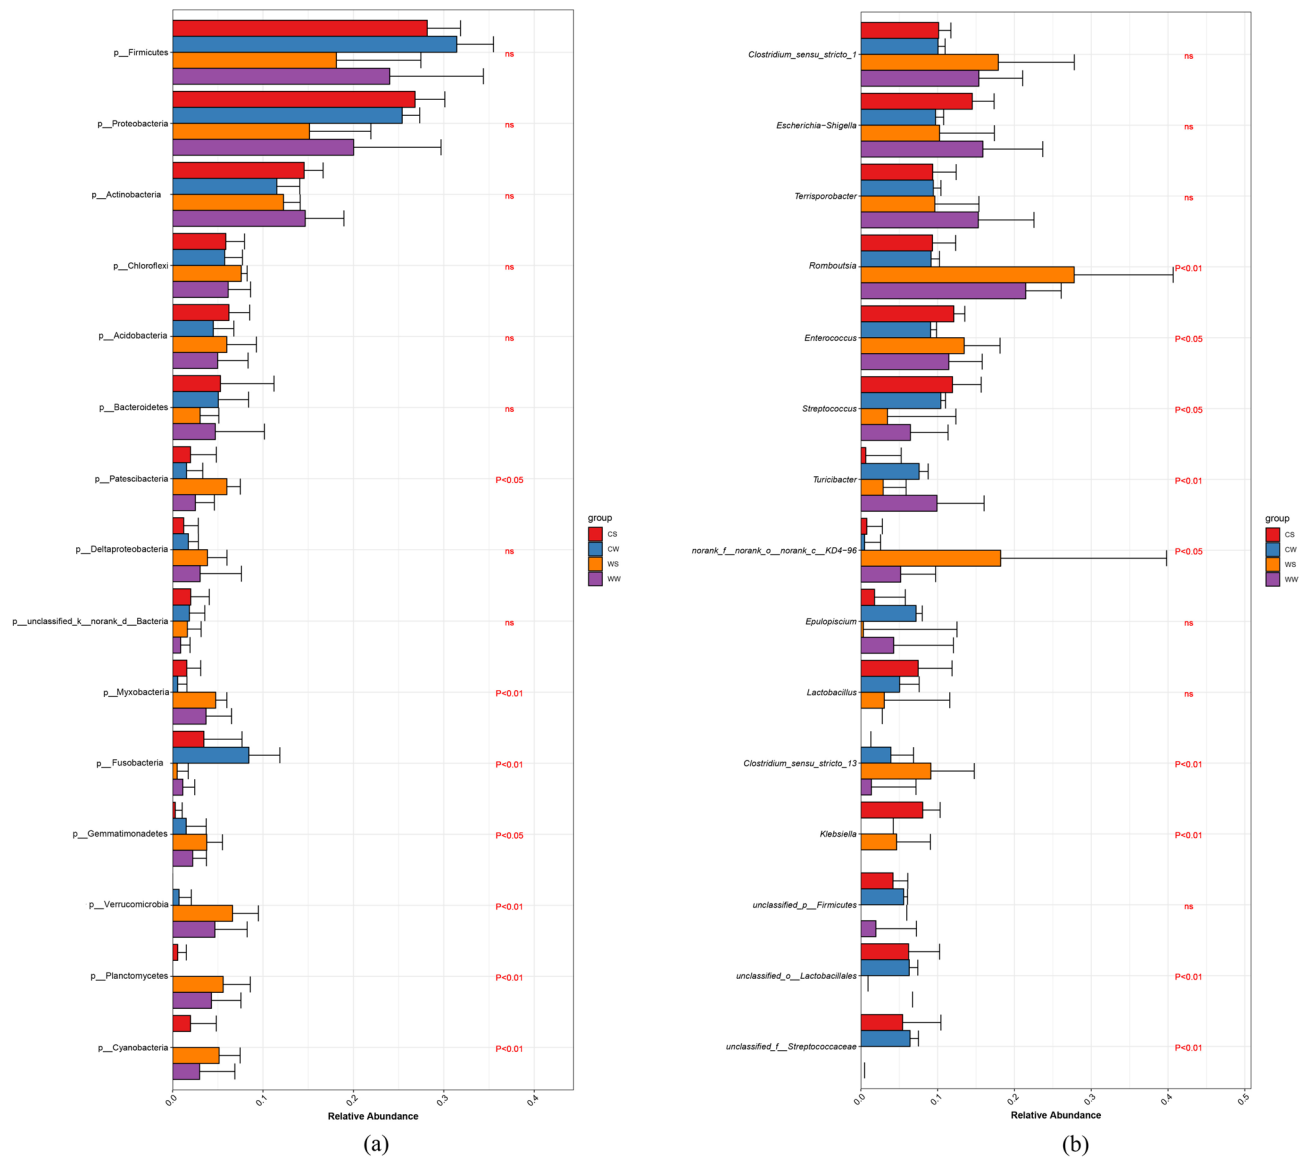 p__Firmicutes
ns
p__Proteobacteria
ns
p__Actinobacteria
ns
p__Chloroflexi
ns
p__Acidobacteria
ns
p__Bacteroidetes
ns
p__Patescibacteria
P<0.05
p__Deltaproteobacteria
ns
p__unclassified_k__norank_d__Bacteria
ns
p__Myxobacteria
P<0.01
p__Fusobacteria
P<0.01
p__Gemmatimonadetes
P<0.05
p__Verrucomicrobia
P<0.01
p__Planctomycetes
P<0.01
p__Cyanobacteria
P<0.01
0.0 0.1 0.2 0.3 0.4
Relative Abundance
group
CS
CW
WS
WW
(a)
Clostridium_sensu_stricto_1
ns
Escherichia−Shigella
ns
Terrisporobacter
ns
Romboutsia
P<0.01
Enterococcus
P<0.05
Streptococcus
P<0.05
Turicibacter
P<0.01
norank_f__norank_o__norank_c__KD4−96
P<0.05
Epulopiscium
ns
Lactobacillus
ns
Clostridium_sensu_stricto_13
P<0.01
Klebsiella
P<0.01
unclassified_p__Firmicutes
ns
unclassified_o__Lactobacillales
P<0.01
unclassified_f__Streptococcaceae
P<0.01
0.0 0.1 0.2 0.3 0.4 0.5
Relative Abundance
group
CS
CW
WS
WW
(b)